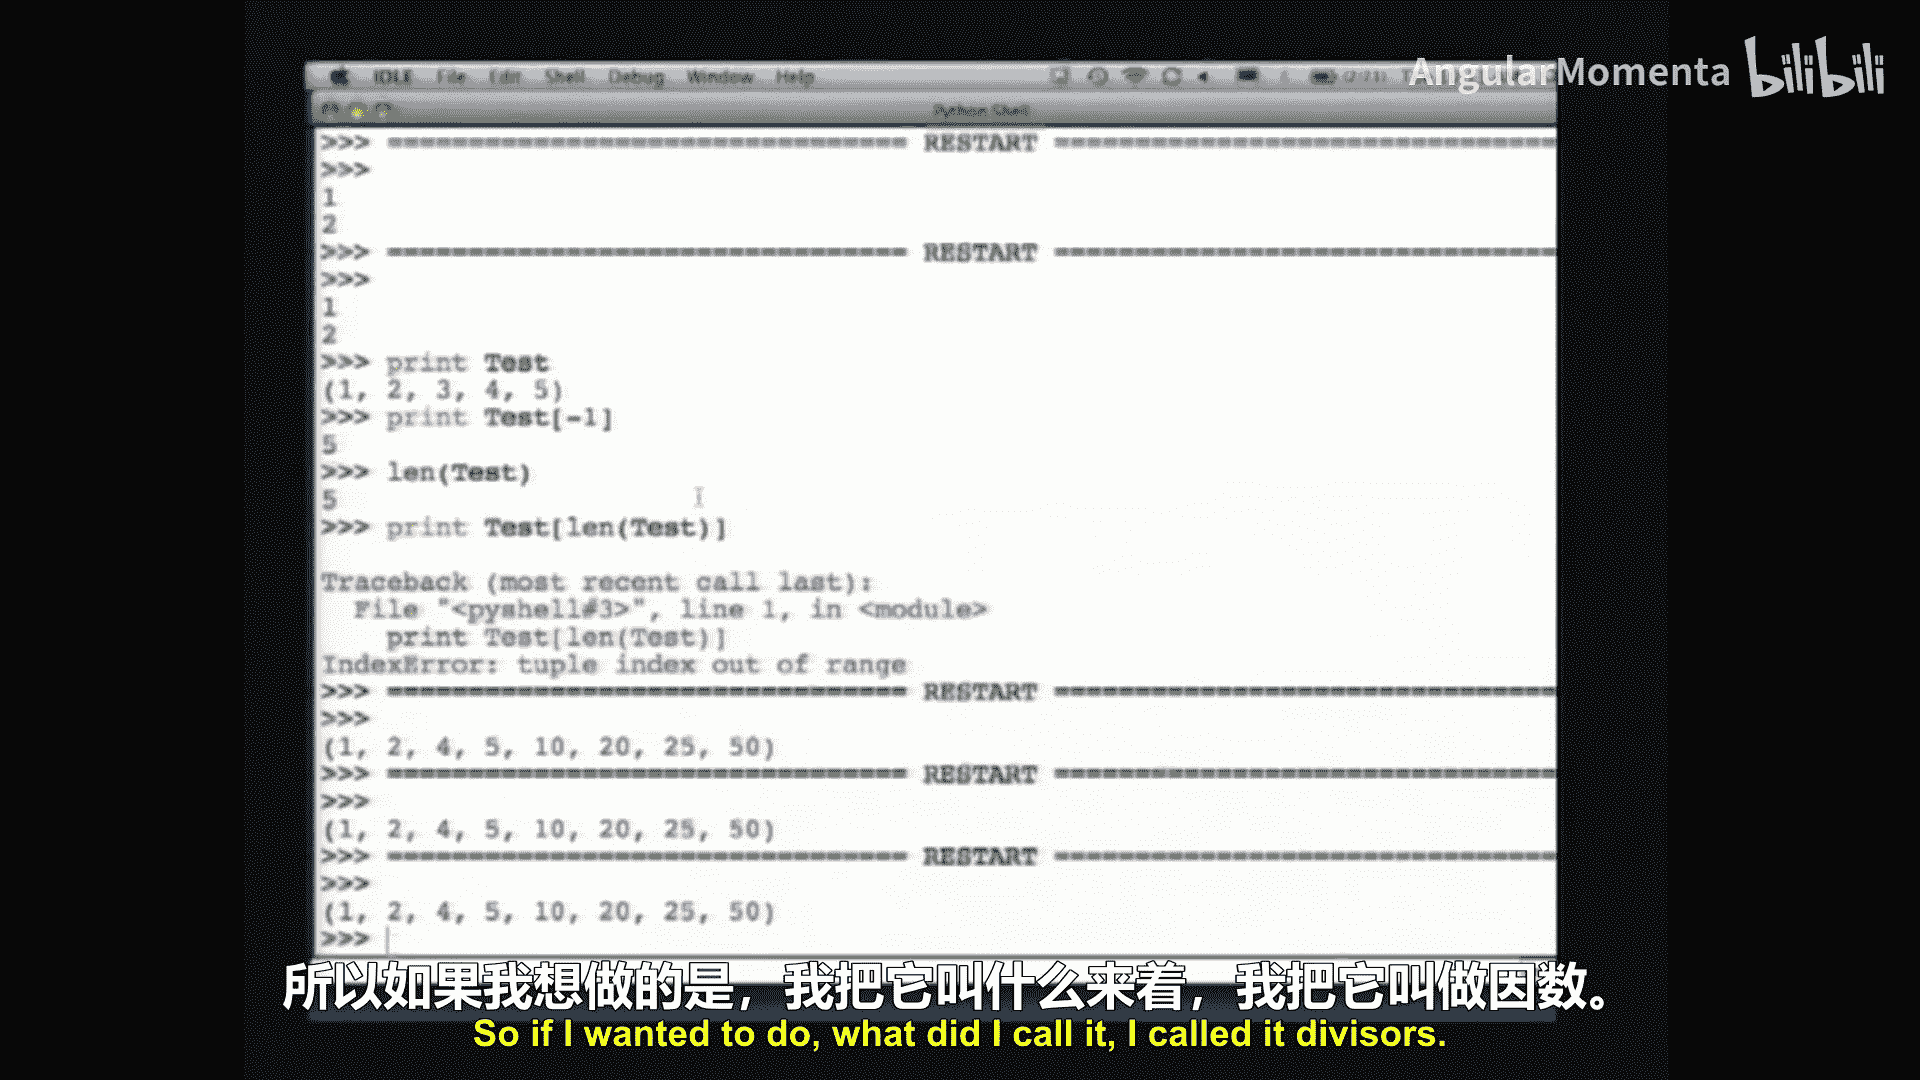 IDLE File Edit Shell Debug Window Help
AngularMomenta bilibili
Python Shell
>>> ================================ RESTART ===============================
>>>
1
2
>>> ================================ RESTART ===============================
>>>
1
2
>>> print Test
(1, 2, 3, 4, 5)
>>> print Test[-1]
5
>>> len(Test)
5
>>> print Test[len(Test)]
Traceback (most recent call last):
File "<pyshell#3>", line 1, in <module>
print Test[len(Test)]
IndexError: tuple index out of range
>>> ================================ RESTART ===============================
>>>
(1, 2, 4, 5, 10, 20, 25, 50)
>>> ================================ RESTART ===============================
>>>
(1, 2, 4, 5, 10, 20, 25, 50)
>>> ================================ RESTART ===============================
>>>
(1, 2, 4, 5, 10, 20, 25, 50)
>>>
所以如果我想做的是，我把它叫什么来着，我把它叫做因数。
So if I wanted to do, what did I call it, I called it divisors.